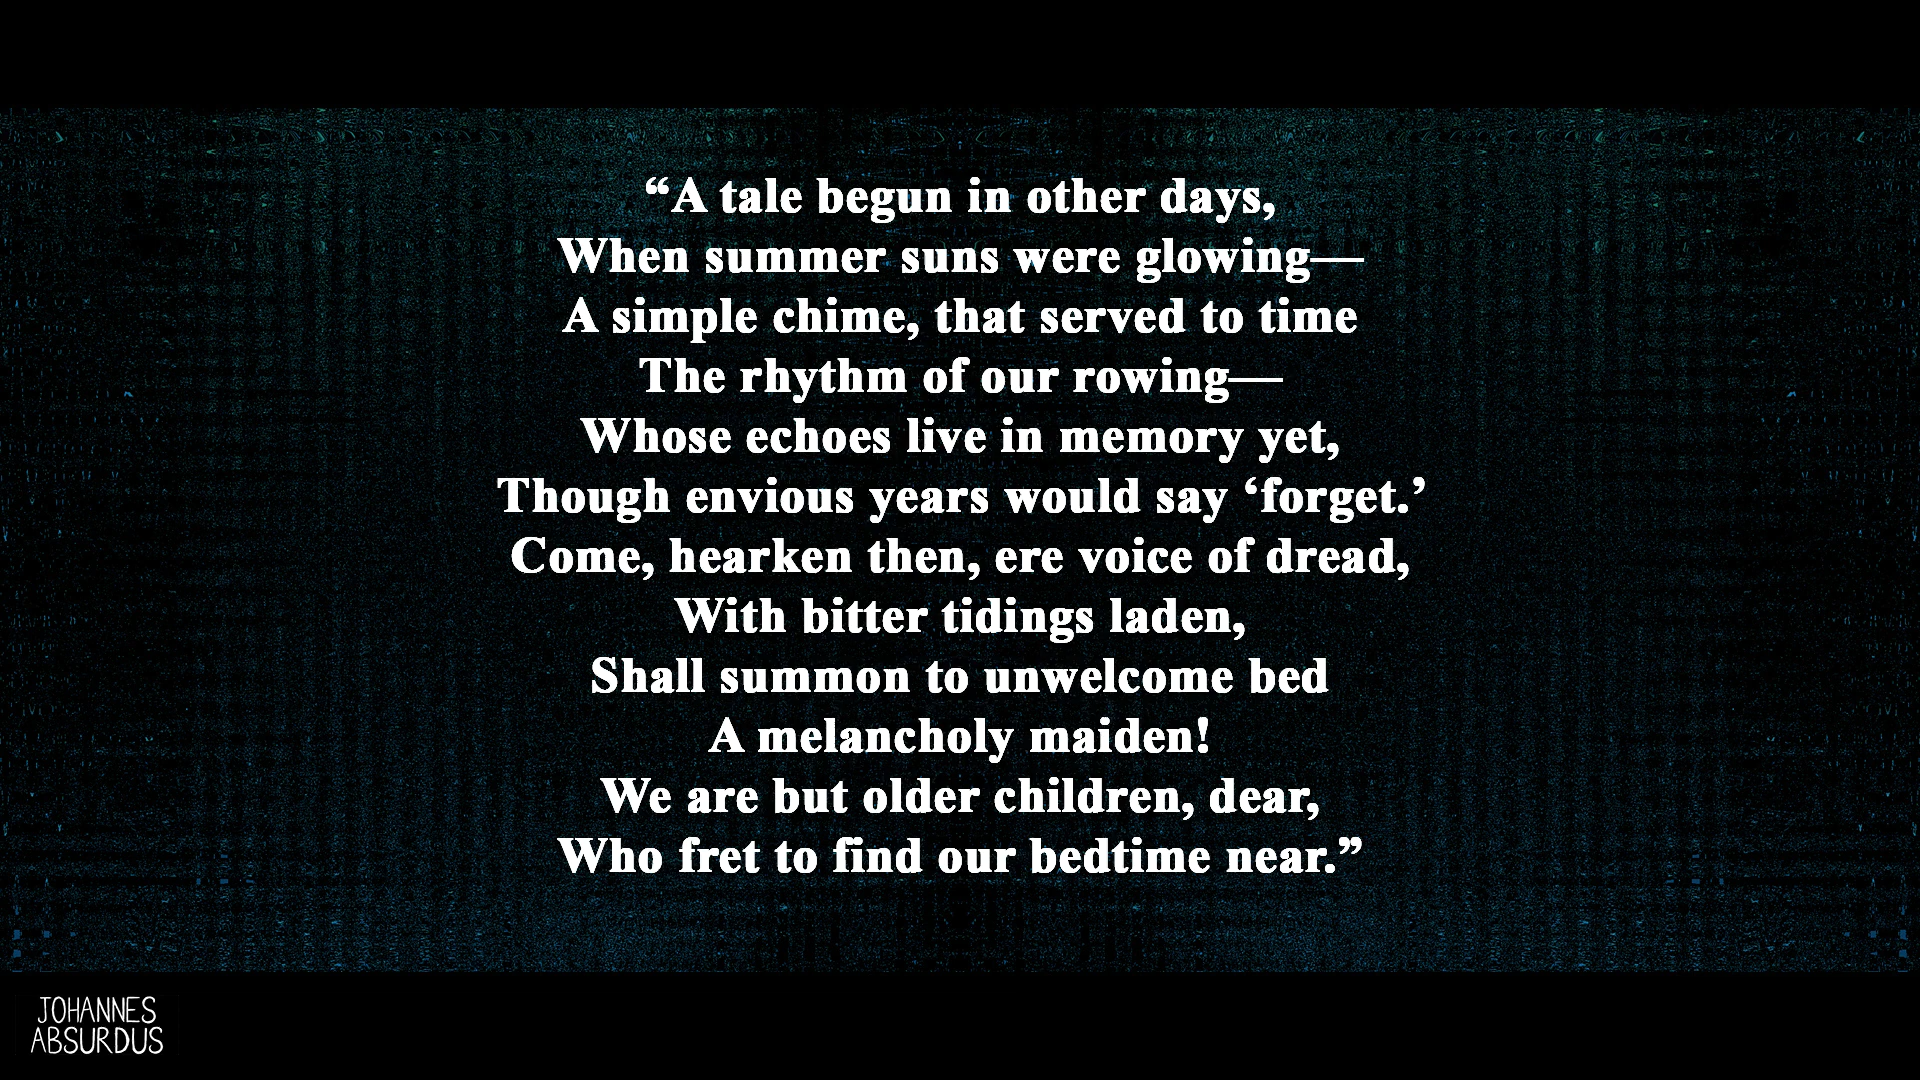 “A tale begun in other days,
When summer suns were glowing—
A simple chime, that served to time
The rhythm of our rowing—
Whose echoes live in memory yet,
Though envious years would say ‘forget.’
Come, hearken then, ere voice of dread,
With bitter tidings laden,
Shall summon to unwelcome bed
A melancholy maiden!
We are but older children, dear,
Who fret to find our bedtime near.”
JOHANNES
ABSURDUS